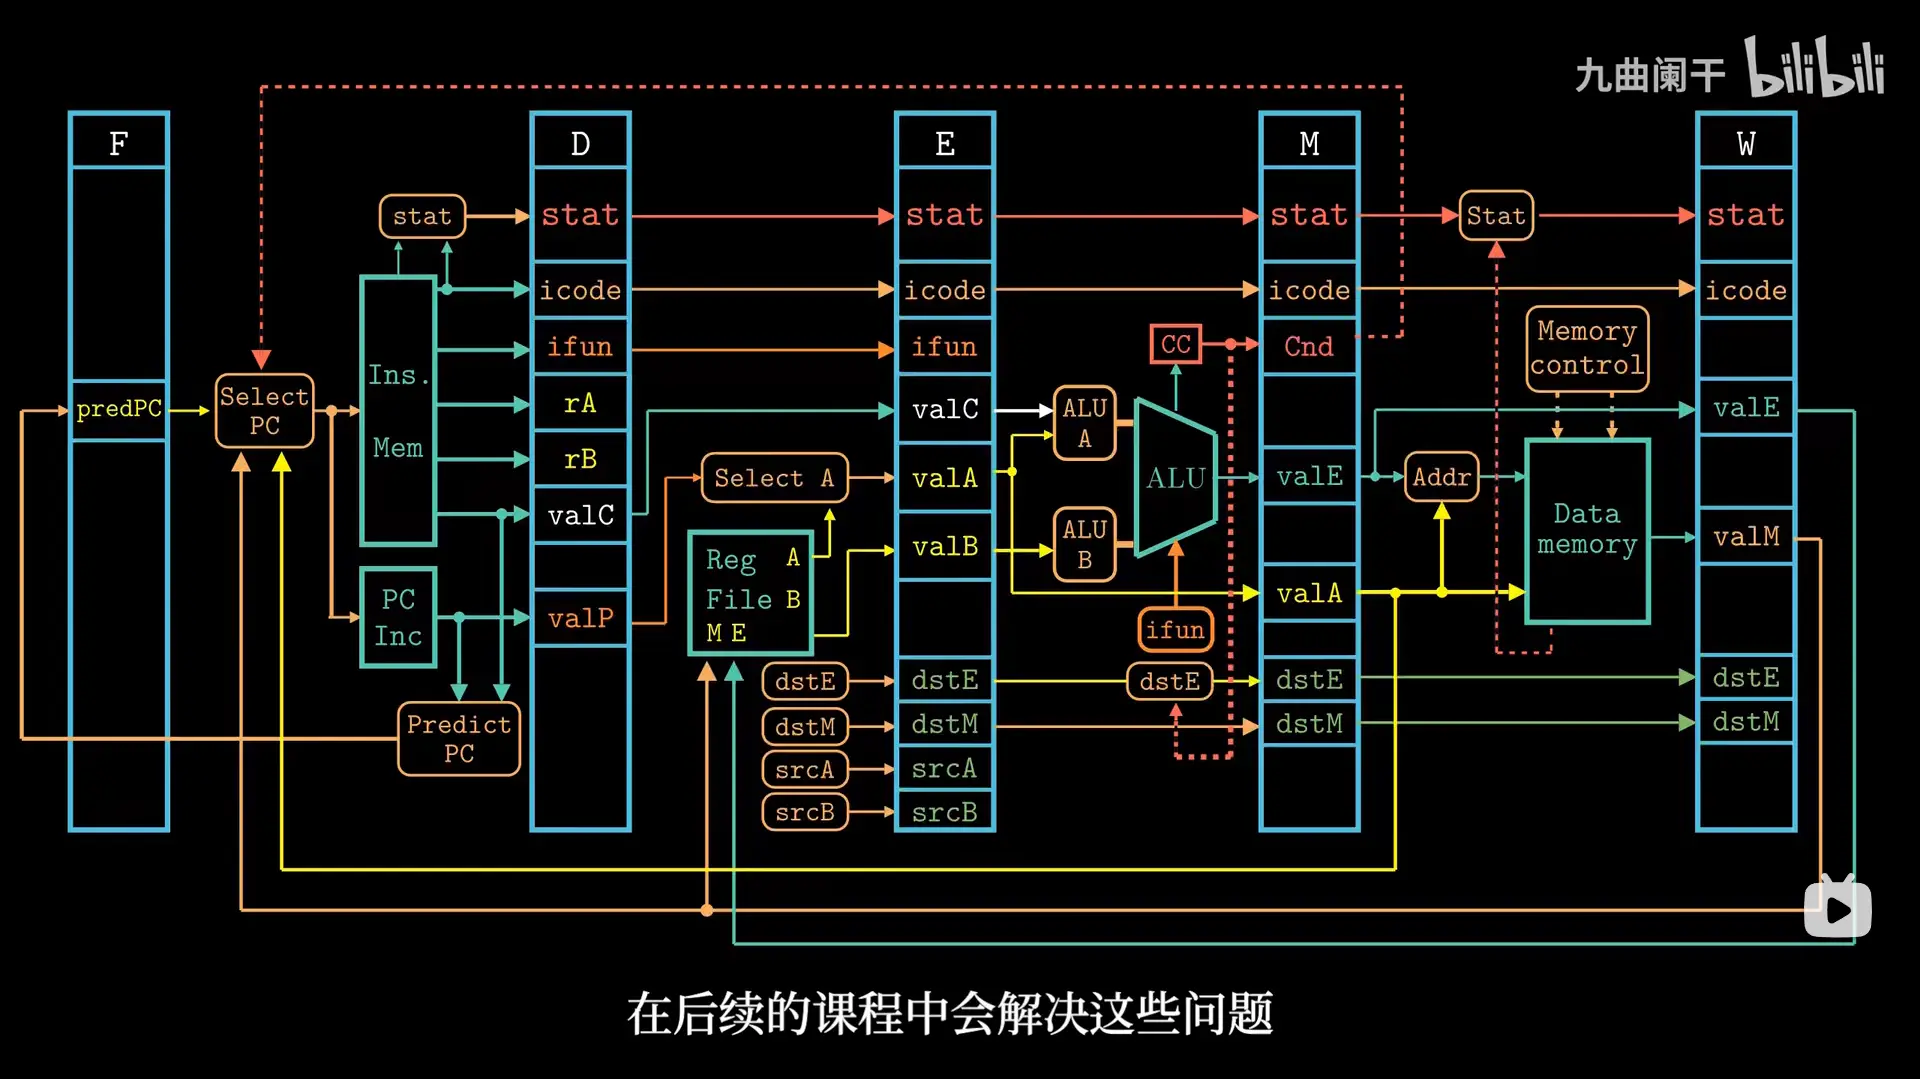 九曲阑干 bilibili
F
D
E
M
W
stat
stat
stat
stat
Stat
stat
icode
icode
icode
icode
Ins.
Mem
ifun
ifun
CC
Cnd
Memory
control
predPC
Select
PC
rA
valC
ALU
A
valE
rB
Select A
valA
ALU
valE
Addr
valC
valB
ALU
B
Data
memory
valM
Reg A
File B
M E
PC
Inc
valP
ifun
valA
dstE
dstE
dstE
dstE
dstE
dstM
dstM
dstM
dstM
Predict
PC
srcA
srcA
srcB
srcB
在后续的课程中会解决这些问题